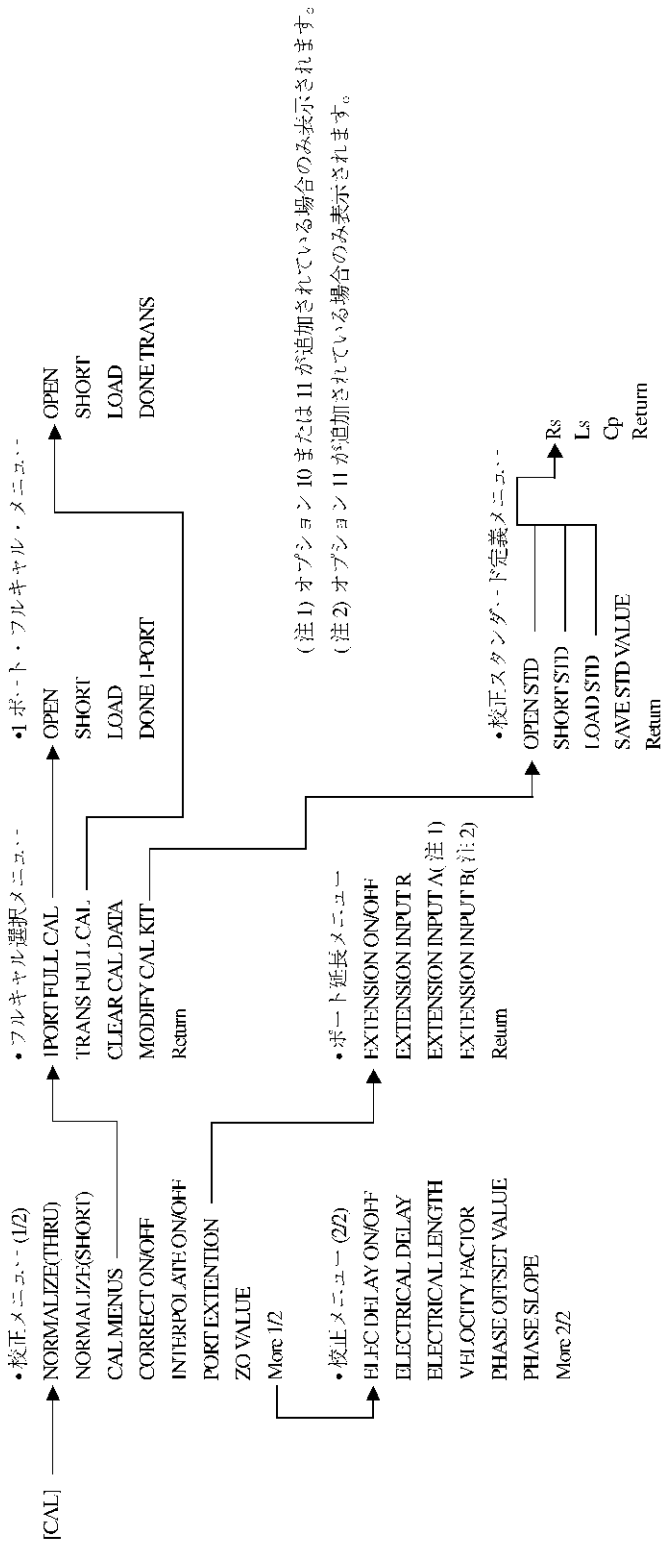 [CAL]
•校正メニュー (1/2)
NORMALIZE(THRU)
NORMALIZE(SHORT)
CAL MENUS
CORRECT ON/OFF
INTERPOLATE ON/OFF
PORT EXTENTION
ZO VALUE
More 1/2
•校正メニュー (2/2)
ELEC DELAY ON/OFF
ELECTRICAL DELAY
ELECTRICAL LENGTH
VELOCITY FACTOR
PHASE OFFSET VALUE
PHASE SLOPE
More 2/2
•フルキャル選択メニュー
1PORT FULL CAL
TRANS FULL CAL
CLEAR CAL DATA
MODIFY CAL KIT
Return
•ポート延長メニュー
EXTENSION ON/OFF
EXTENSION INPUT R
EXTENSION INPUT A(注 1)
EXTENSION INPUT B(注 2)
Return
•1ポート・フルキャル・メニュー
OPEN
SHORT
LOAD
DONE 1-PORT
OPEN
SHORT
LOAD
DONE TRANS
•校正スタンダード定義メニュー
OPEN STD
SHORT STD
LOAD STD
SAVE STD VALUE
Return
Rs
Ls
Cp
Return
(注 1) オプション 10 または 11 が追加されている場合のみ表示されます。
(注 2) オプション 11 が追加されている場合のみ表示されます。